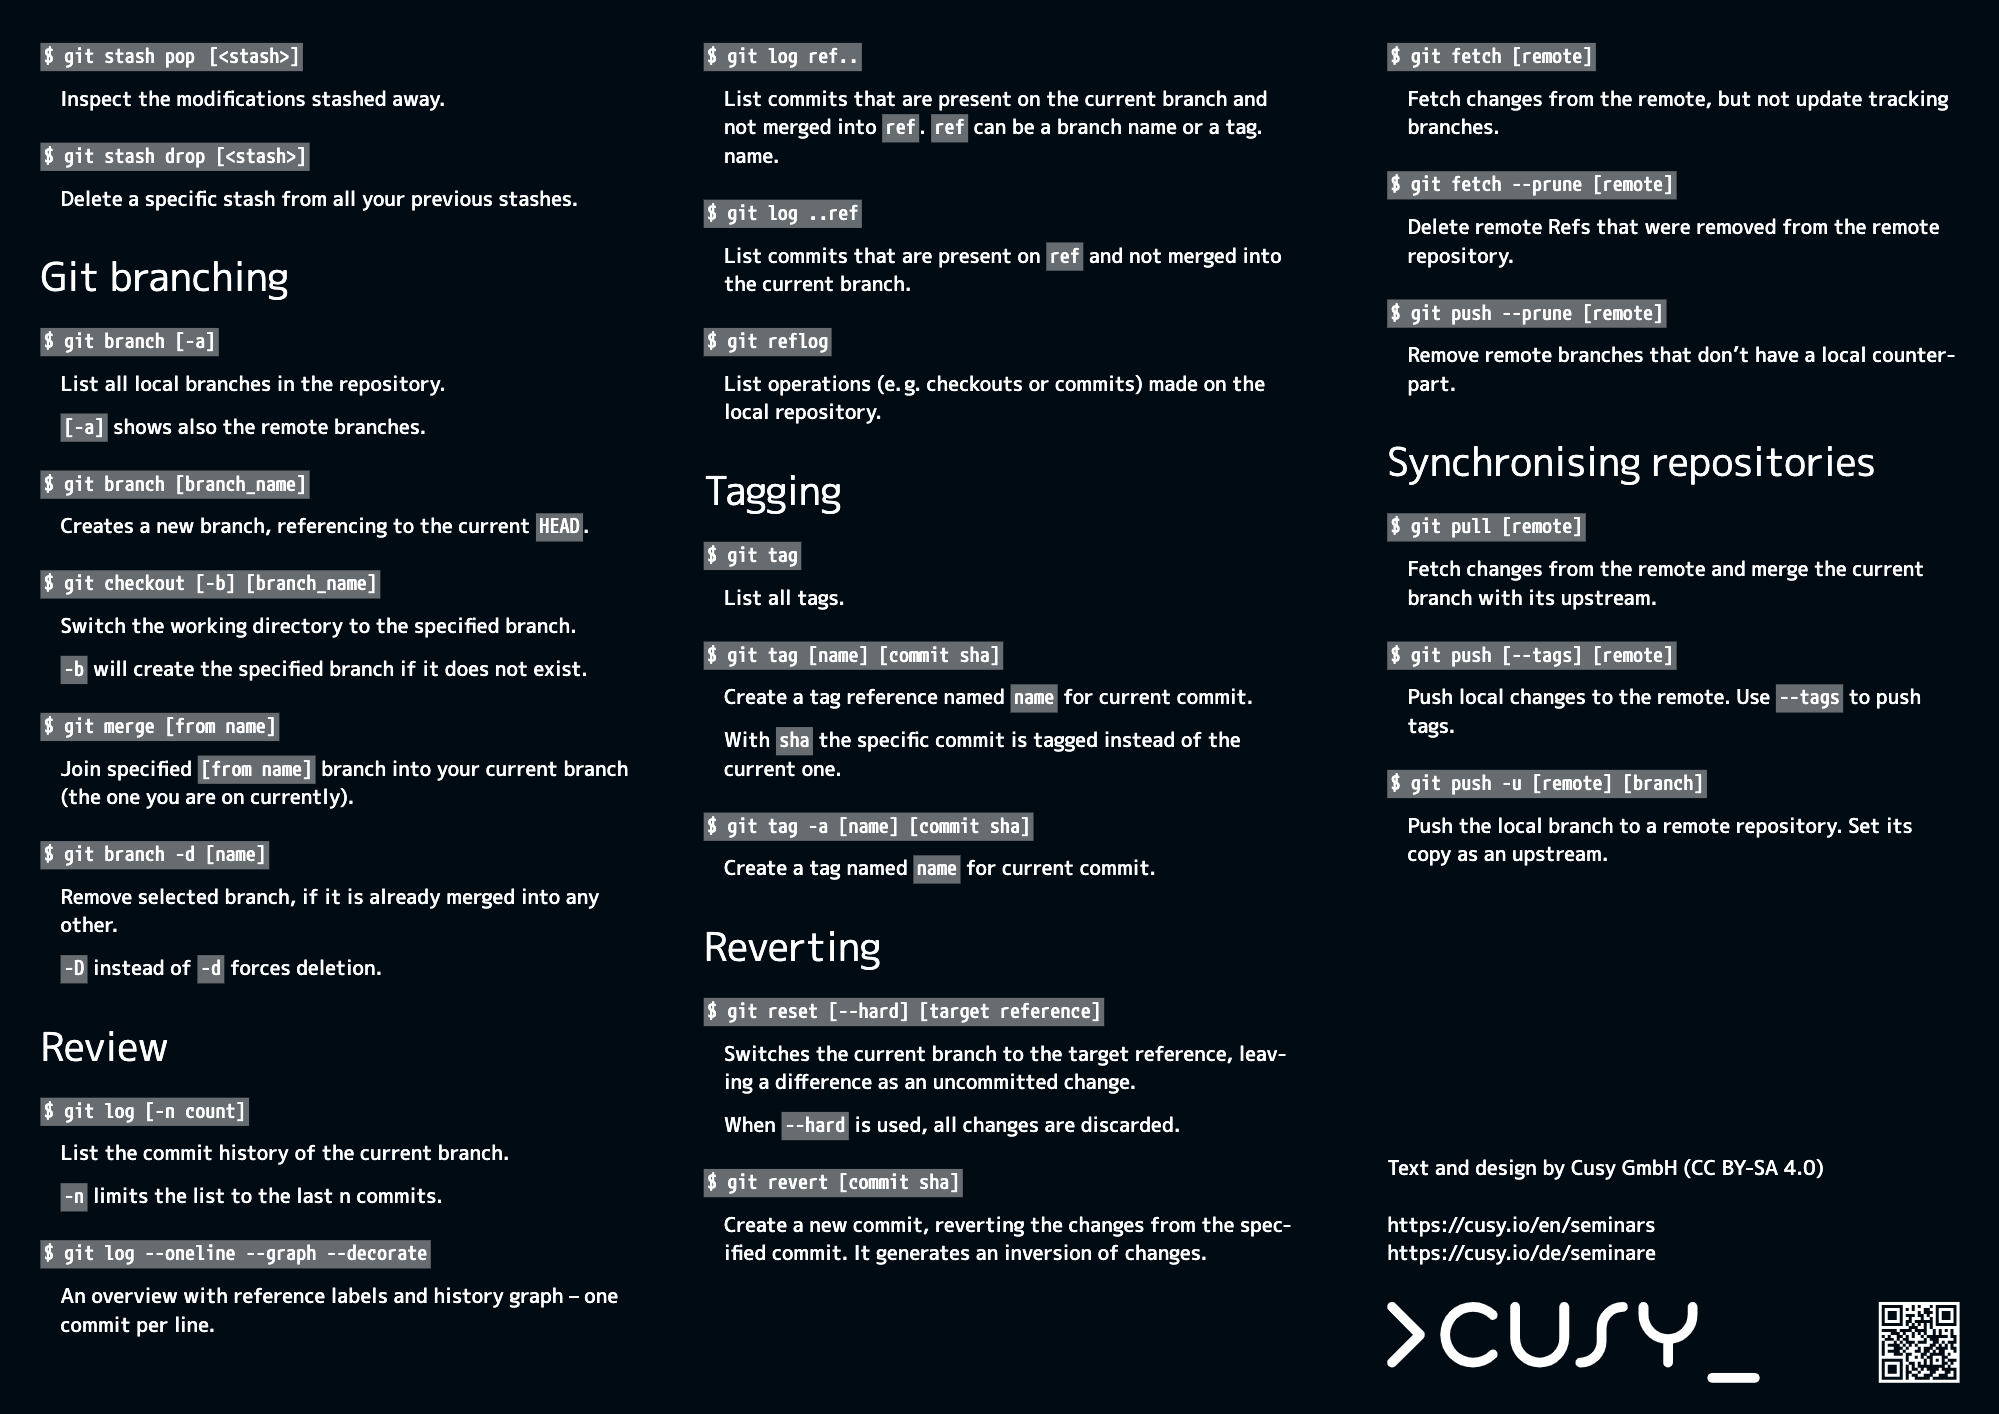 $ git stash pop [<stash>]
Inspect the modifications stashed away.
$ git stash drop [<stash>]
Delete a specific stash from all your previous stashes.
Git branching
$ git branch [-a]
List all local branches in the repository.
[-a] shows also the remote branches.
$ git branch [branch_name]
Creates a new branch, referencing to the current HEAD.
$ git checkout [-b] [branch_name]
Switch the working directory to the specified branch.
-b will create the specified branch if it does not exist.
$ git merge [from name]
Join specified [from name] branch into your current branch
(the one you are on currently).
$ git branch -d [name]
Remove selected branch, if it is already merged into any
other.
-D instead of -d forces deletion.
Review
$ git log [-n count]
List the commit history of the current branch.
-n limits the list to the last n commits.
$ git log --oneline --graph --decorate
An overview with reference labels and history graph – one
commit per line.
$ git log ref..
List commits that are present on the current branch and
not merged into ref. ref can be a branch name or a tag.
name.
$ git log ..ref
List commits that are present on ref and not merged into
the current branch.
$ git reflog
List operations (e. g. checkouts or commits) made on the
local repository.
Tagging
$ git tag
List all tags.
$ git tag [name] [commit sha]
Create a tag reference named name for current commit.
With sha the specific commit is tagged instead of the
current one.
$ git tag -a [name] [commit sha]
Create a tag named name for current commit.
Reverting
$ git reset [--hard] [target reference]
Switches the current branch to the target reference, leav-
ing a difference as an uncommitted change.
When --hard is used, all changes are discarded.
$ git revert [commit sha]
Create a new commit, reverting the changes from the spec-
ified commit. It generates an inversion of changes.
$ git fetch [remote]
Fetch changes from the remote, but not update tracking
branches.
$ git fetch --prune [remote]
Delete remote Refs that were removed from the remote
repository.
$ git push --prune [remote]
Remove remote branches that don’t have a local counter-
part.
Synchronising repositories
$ git pull [remote]
Fetch changes from the remote and merge the current
branch with its upstream.
$ git push [--tags] [remote]
Push local changes to the remote. Use --tags to push
tags.
$ git push -u [remote] [branch]
Push the local branch to a remote repository. Set its
copy as an upstream.
Text and design by Cusy GmbH (CC BY-SA 4.0)
https://cusy.io/en/seminars
https://cusy.io/de/seminare
>cusy_